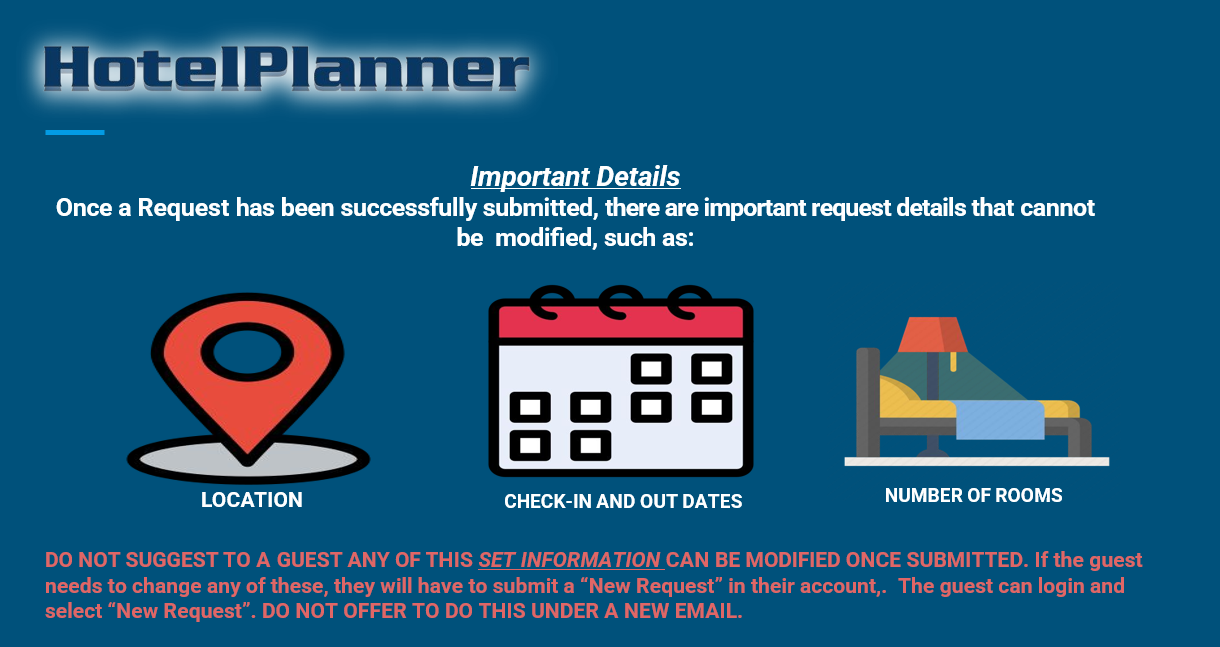 HotelPlanner
Important Details
Once a Request has been successfully submitted, there are important request details that cannot
be  modified, such as:
LOCATION
CHECK-IN AND OUT DATES
NUMBER OF ROOMS
DO NOT SUGGEST TO A GUEST ANY OF THIS SET INFORMATION CAN BE MODIFIED ONCE SUBMITTED. If the guest
needs to change any of these, they will have to submit a “New Request” in their account,.  The guest can login and
select “New Request”. DO NOT OFFER TO DO THIS UNDER A NEW EMAIL.